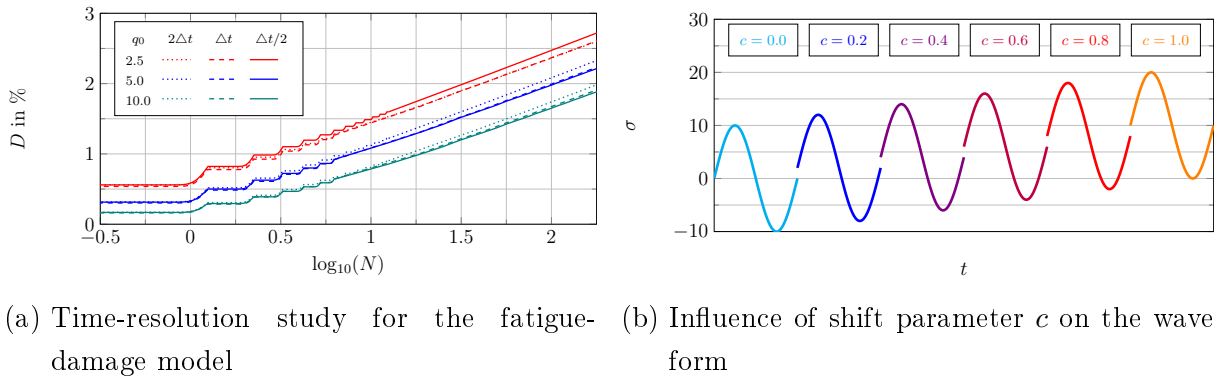 3
2
1
0
D in %
q₀ 2△t △t △t/2
2.5
5.0
10.0
−0.5 0 0.5 1 1.5 2
log₁₀(N)
30
20
10
0
−10
σ
c = 0.0 c = 0.2 c = 0.4 c = 0.6 c = 0.8 c = 1.0
t
(a) Time-resolution study for the fatigue-
damage model
(b) Influence of shift parameter c on the wave
form